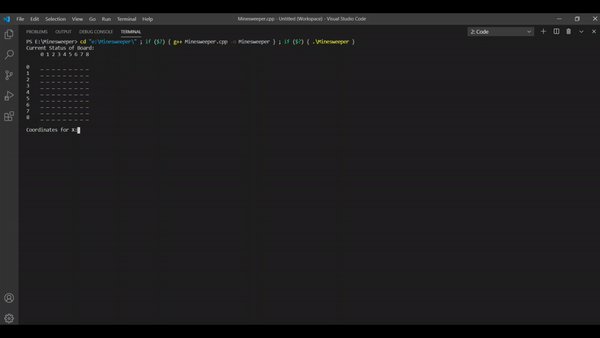 File Edit Selection View Go Run Terminal Help Minesweeper.cpp - Untitled (Workspace) - Visual Studio Code
PROBLEMS OUTPUT DEBUG CONSOLE TERMINAL 2: Code
PS E:\Minesweeper> cd "e:\Minesweeper\" ; if ($?) { g++ Minesweeper.cpp -o Minesweeper } ; if ($?) { .\Minesweeper }
Current Status of Board:
0 1 2 3 4 5 6 7 8
0 _ _ _ _ _ _ _ _ _
1 _ _ _ _ _ _ _ _ _
2 _ _ _ _ _ _ _ _ _
3 _ _ _ _ _ _ _ _ _
4 _ _ _ _ _ _ _ _ _
5 _ _ _ _ _ _ _ _ _
6 _ _ _ _ _ _ _ _ _
7 _ _ _ _ _ _ _ _ _
8 _ _ _ _ _ _ _ _ _
Coordinates for X: